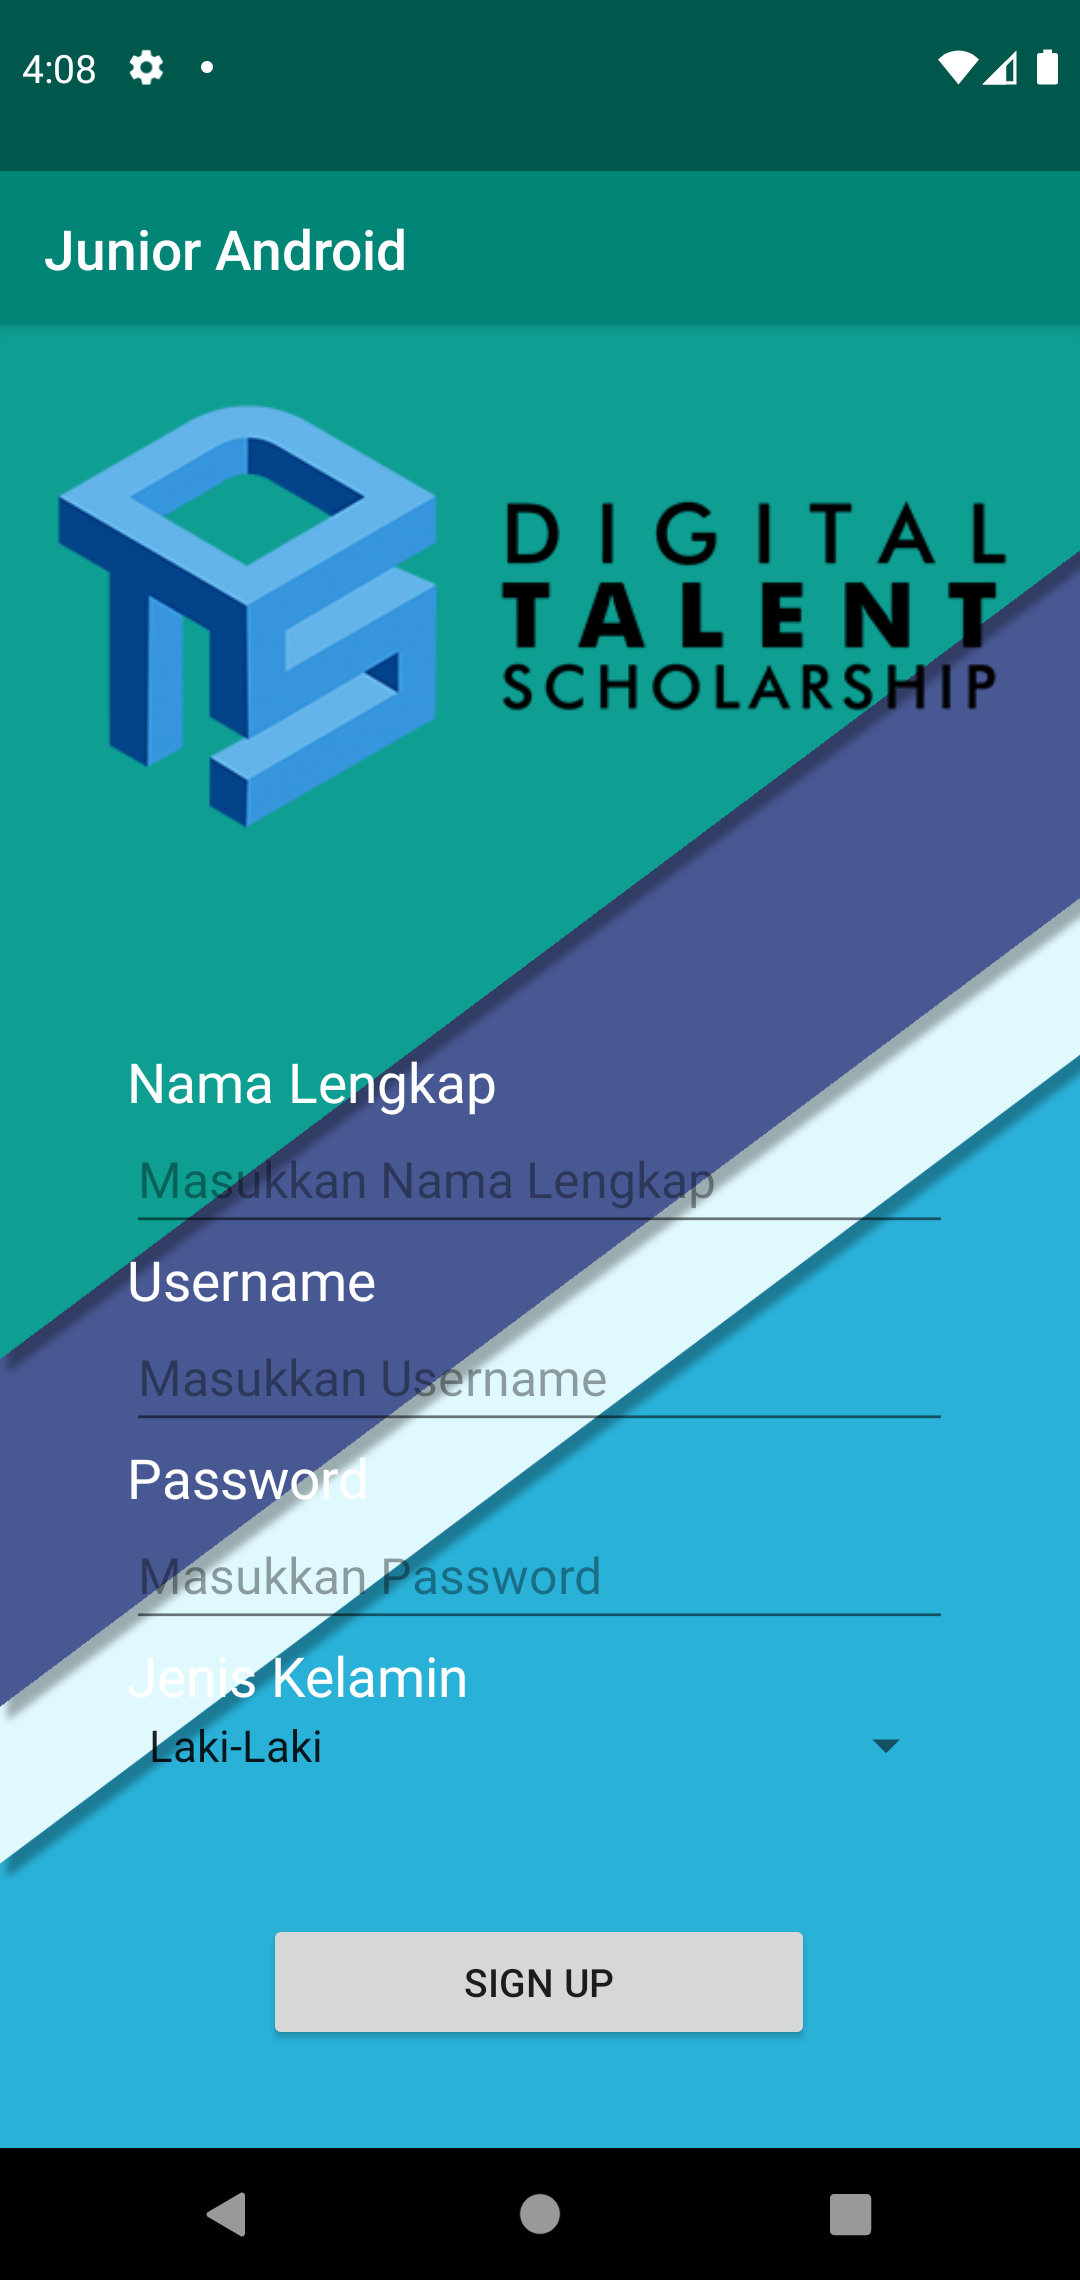 4:08
Junior Android
DIGITAL
TALENT
SCHOLARSHIP
Nama Lengkap
Masukkan Nama Lengkap
Username
Masukkan Username
Password
Masukkan Password
Jenis Kelamin
Laki-Laki
SIGN UP